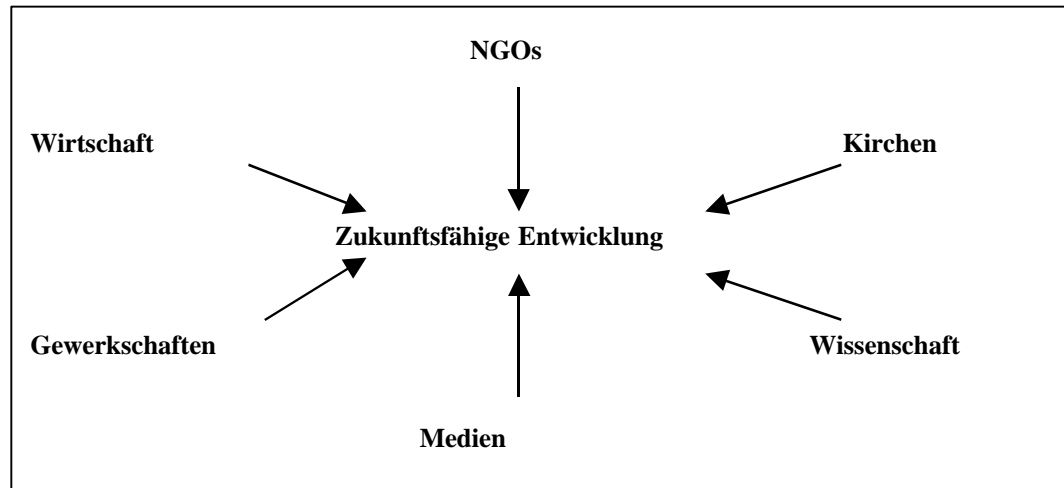 NGOs
Wirtschaft
Kirchen
Zukunftsfähige Entwicklung
Gewerkschaften
Wissenschaft
Medien